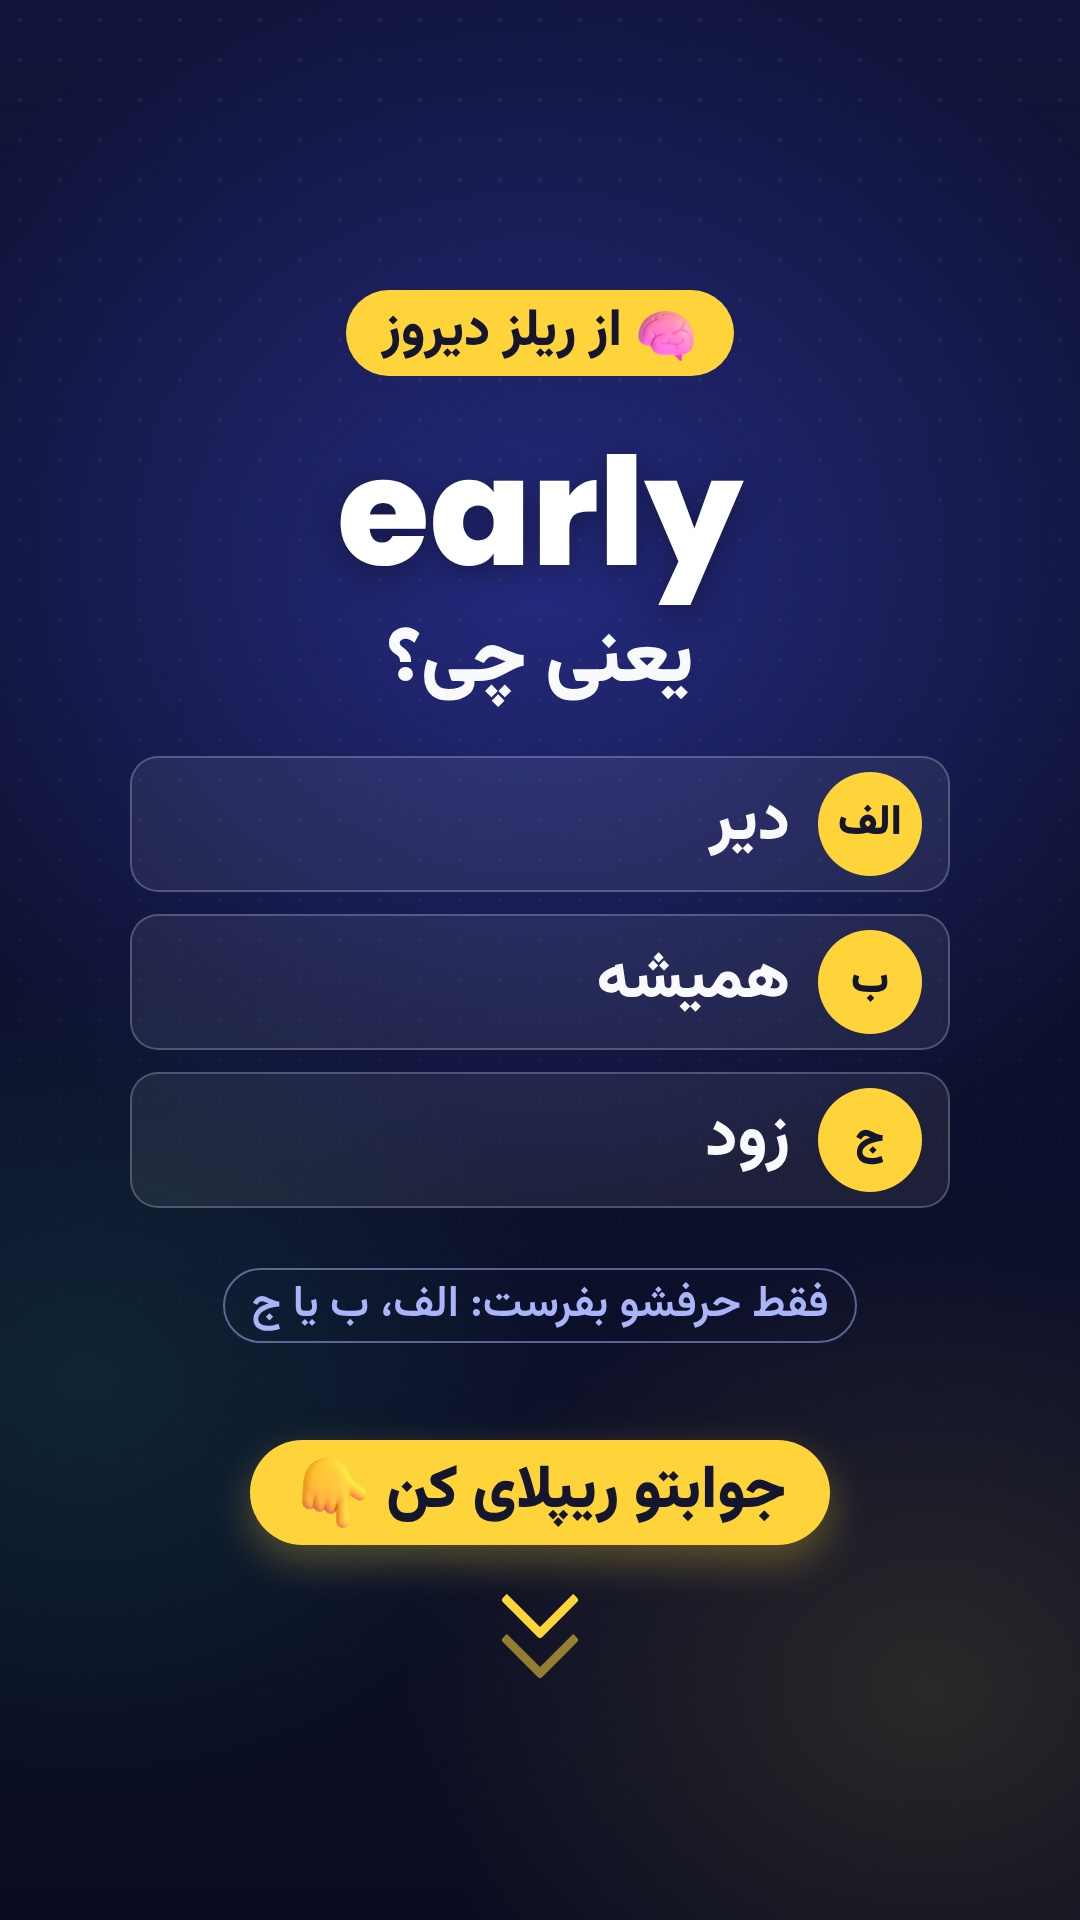 🧠 از ریلز دیروز
early
یعنی چی؟
الف دیر
ب همیشه
ج زود
فقط حرفشو بفرست: الف، ب یا ج
جوابتو ریپلای کن 👇